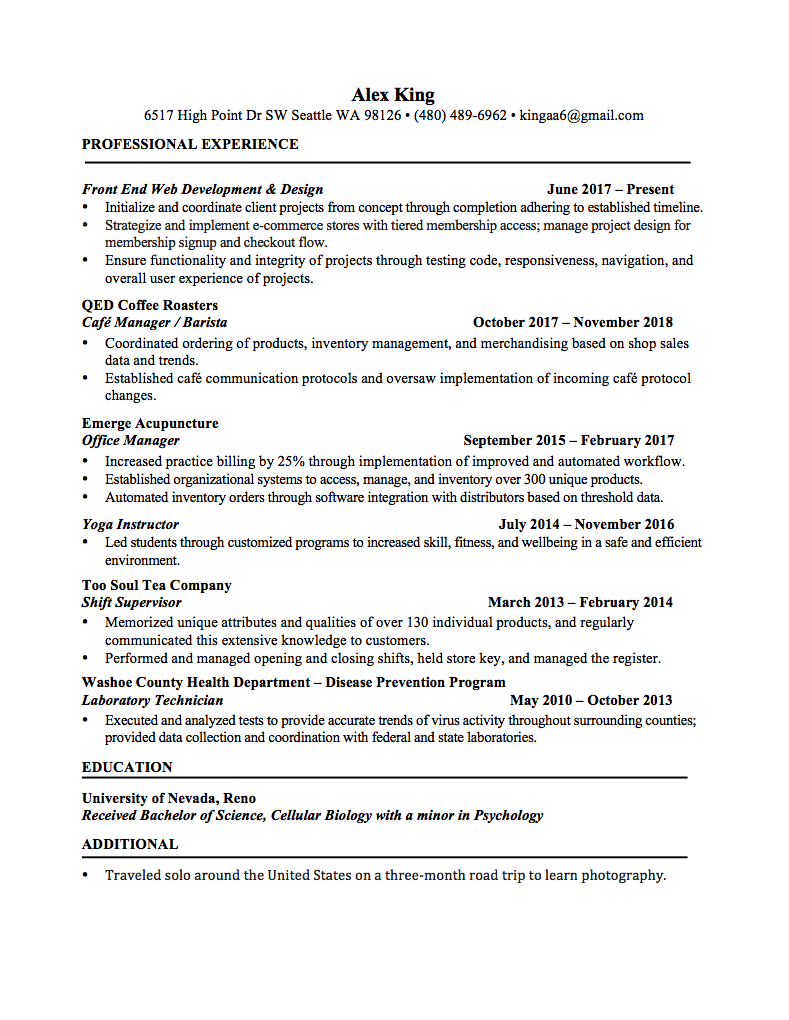 Alex King
6517 High Point Dr SW Seattle WA 98126 • (480) 489-6962 • kingaa6@gmail.com
PROFESSIONAL EXPERIENCE
Front End Web Development & Design June 2017 – Present
• Initialize and coordinate client projects from concept through completion adhering to established timeline.
• Strategize and implement e-commerce stores with tiered membership access; manage project design for
membership signup and checkout flow.
• Ensure functionality and integrity of projects through testing code, responsiveness, navigation, and
overall user experience of projects.
QED Coffee Roasters
Café Manager / Barista October 2017 – November 2018
• Coordinated ordering of products, inventory management, and merchandising based on shop sales
data and trends.
• Established café communication protocols and oversaw implementation of incoming café protocol
changes.
Emerge Acupuncture
Office Manager September 2015 – February 2017
• Increased practice billing by 25% through implementation of improved and automated workflow.
• Established organizational systems to access, manage, and inventory over 300 unique products.
• Automated inventory orders through software integration with distributors based on threshold data.
Yoga Instructor July 2014 – November 2016
• Led students through customized programs to increased skill, fitness, and wellbeing in a safe and efficient
environment.
Too Soul Tea Company
Shift Supervisor March 2013 – February 2014
• Memorized unique attributes and qualities of over 130 individual products, and regularly
communicated this extensive knowledge to customers.
• Performed and managed opening and closing shifts, held store key, and managed the register.
Washoe County Health Department – Disease Prevention Program
Laboratory Technician May 2010 – October 2013
• Executed and analyzed tests to provide accurate trends of virus activity throughout surrounding counties;
provided data collection and coordination with federal and state laboratories.
EDUCATION
University of Nevada, Reno
Received Bachelor of Science, Cellular Biology with a minor in Psychology
ADDITIONAL
• Traveled solo around the United States on a three-month road trip to learn photography.